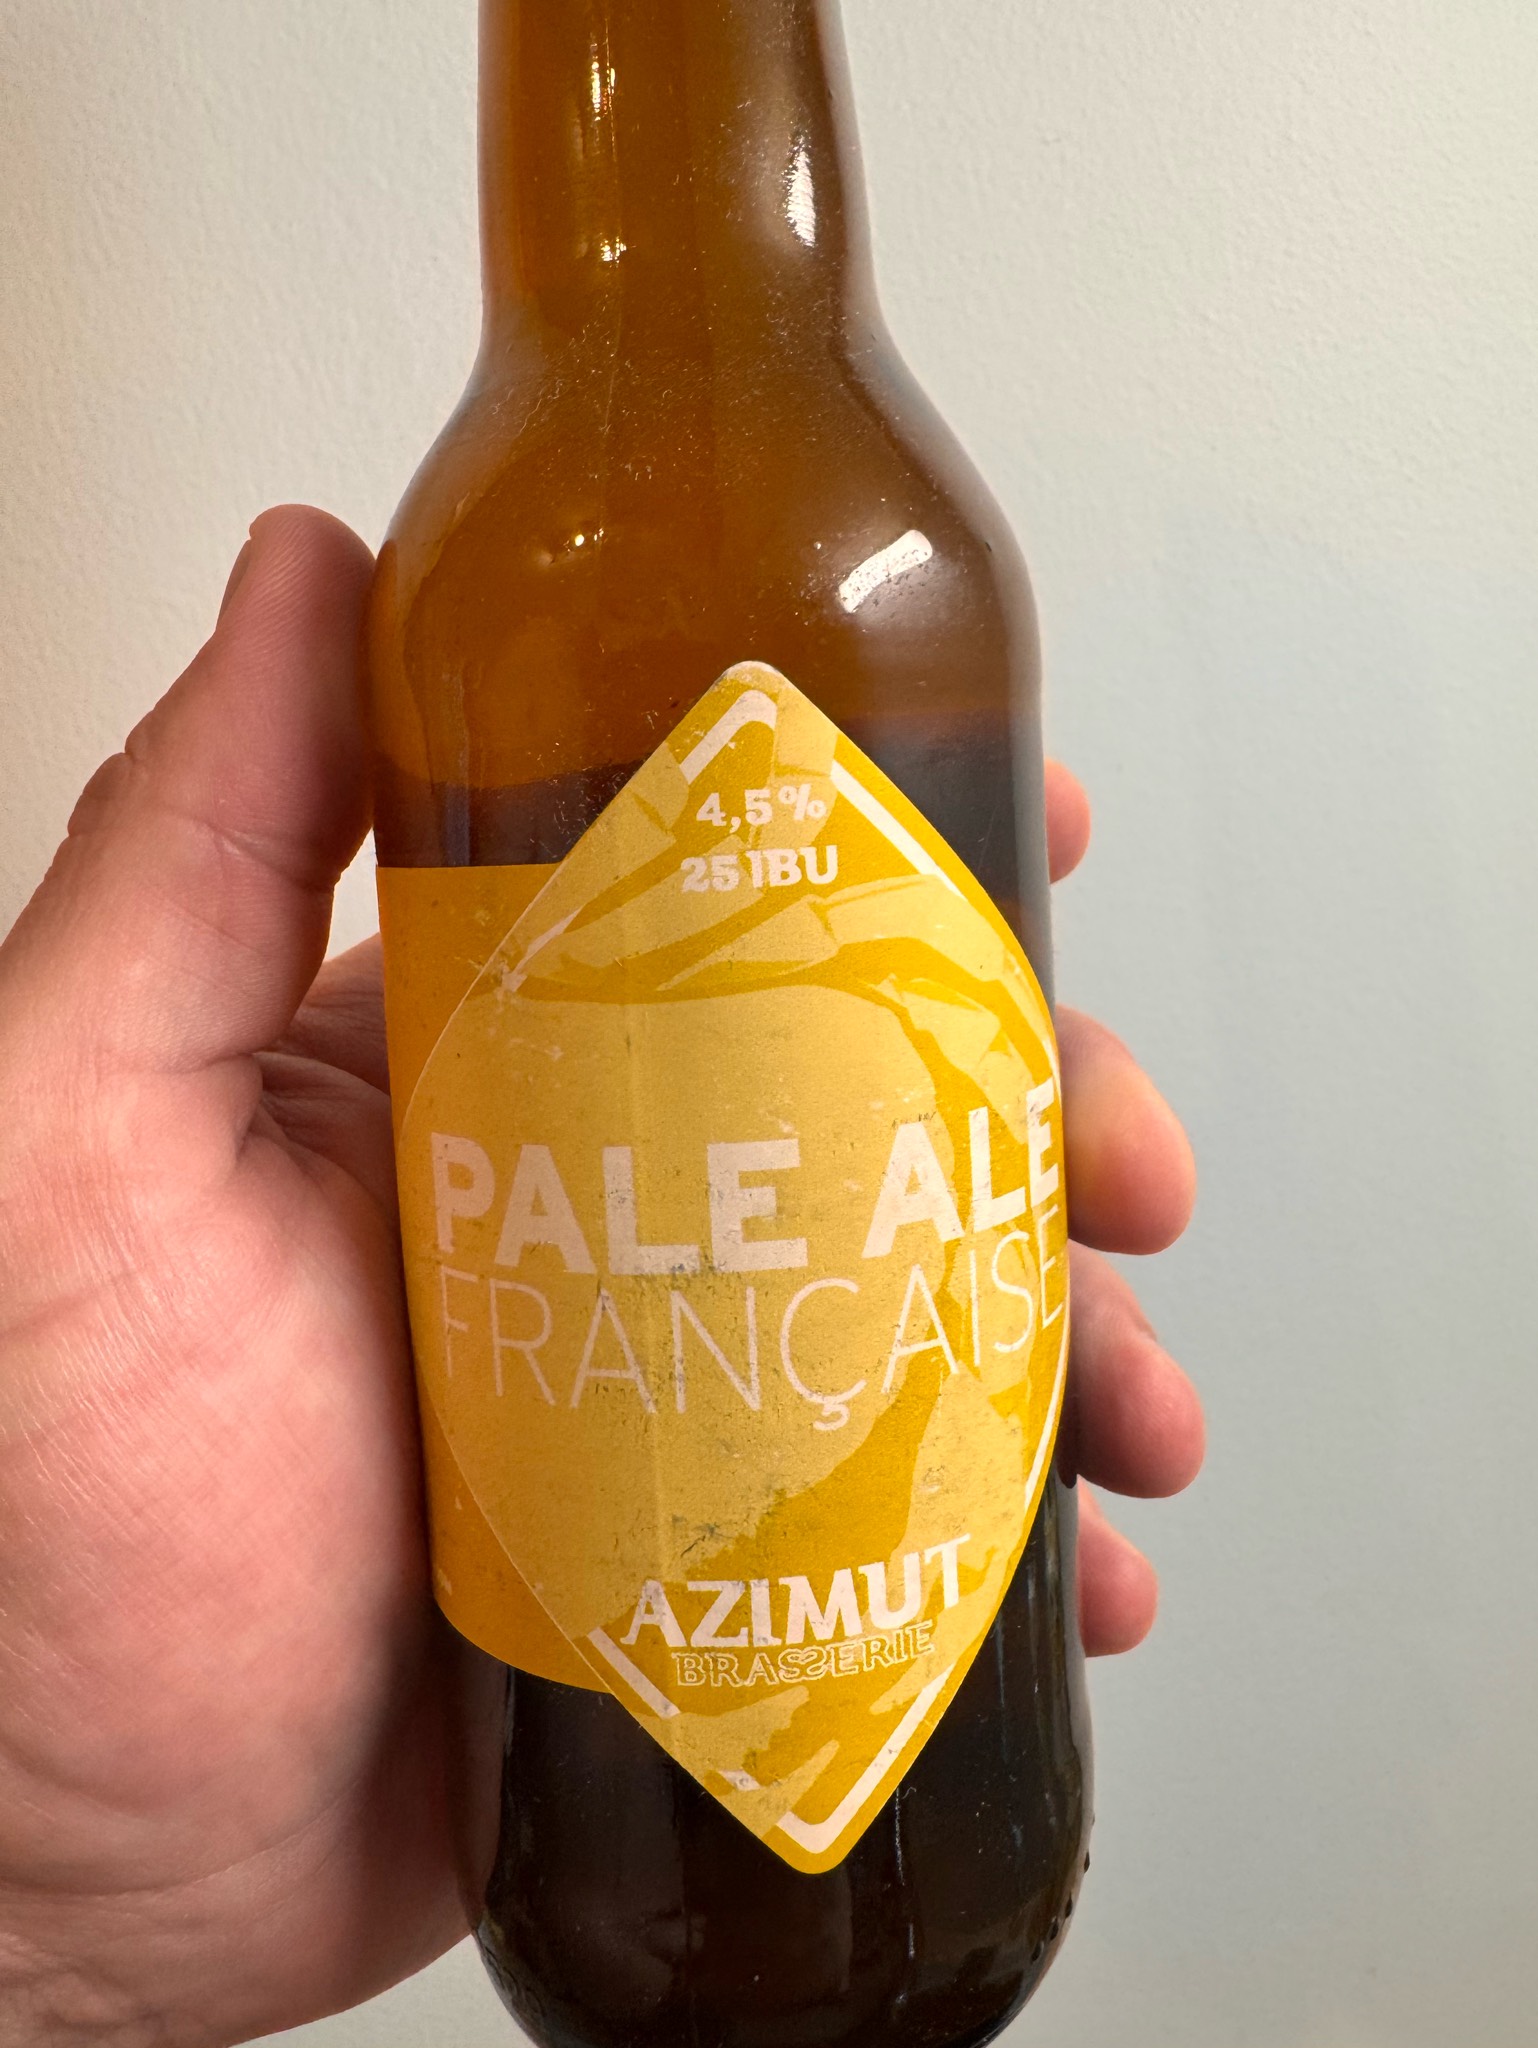 4,5%
25 IBU
PALE ALE
FRANÇAISE
AZIMUT
BRASSERIE